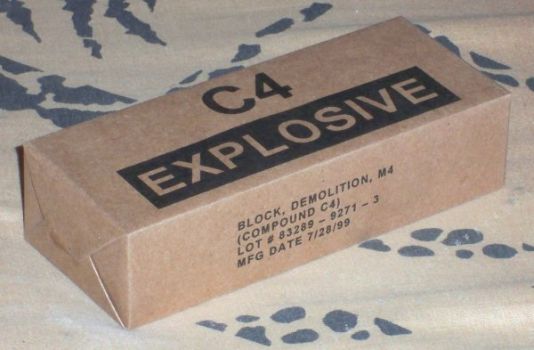 C4
EXPLOSIVE
BLOCK, DEMOLITION, M4
(COMPOUND C4)
LOT # 83289 – 9271 – 3
MFG DATE 7/28/99